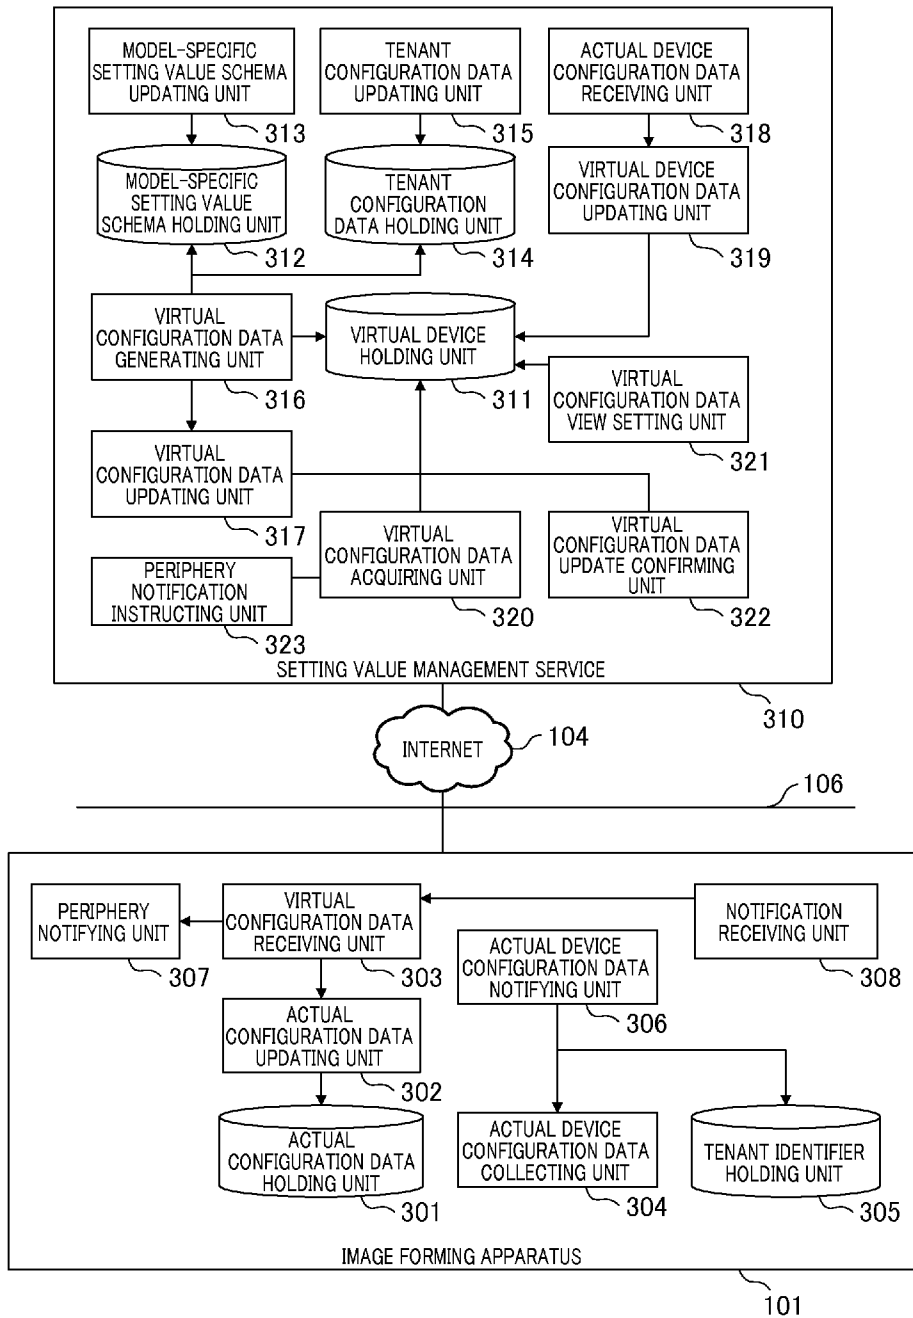 MODEL-SPECIFIC
SETTING VALUE SCHEMA
UPDATING UNIT
313
TENANT
CONFIGURATION DATA
UPDATING UNIT
315
ACTUAL DEVICE
CONFIGURATION DATA
RECEIVING UNIT
318
MODEL-SPECIFIC
SETTING VALUE
SCHEMA HOLDING UNIT
312
TENANT
CONFIGURATION
DATA HOLDING UNIT
314
VIRTUAL DEVICE
CONFIGURATION DATA
UPDATING UNIT
319
VIRTUAL
CONFIGURATION DATA
GENERATING UNIT
316
VIRTUAL DEVICE
HOLDING UNIT
311
VIRTUAL
CONFIGURATION DATA
VIEW SETTING UNIT
321
VIRTUAL
CONFIGURATION DATA
UPDATING UNIT
317
VIRTUAL
CONFIGURATION DATA
ACQUIRING UNIT
320
VIRTUAL
CONFIGURATION DATA
UPDATE CONFIRMING
UNIT
322
PERIPHERY
NOTIFICATION
INSTRUCTING UNIT
323
SETTING VALUE MANAGEMENT SERVICE
310
INTERNET
104
106
PERIPHERY
NOTIFYING UNIT
307
VIRTUAL
CONFIGURATION DATA
RECEIVING UNIT
303
NOTIFICATION
RECEIVING UNIT
308
ACTUAL DEVICE
CONFIGURATION DATA
NOTIFYING UNIT
306
ACTUAL
CONFIGURATION DATA
UPDATING UNIT
302
ACTUAL
CONFIGURATION DATA
HOLDING UNIT
301
ACTUAL DEVICE
CONFIGURATION DATA
COLLECTING UNIT
304
TENANT IDENTIFIER
HOLDING UNIT
305
IMAGE FORMING APPARATUS
101